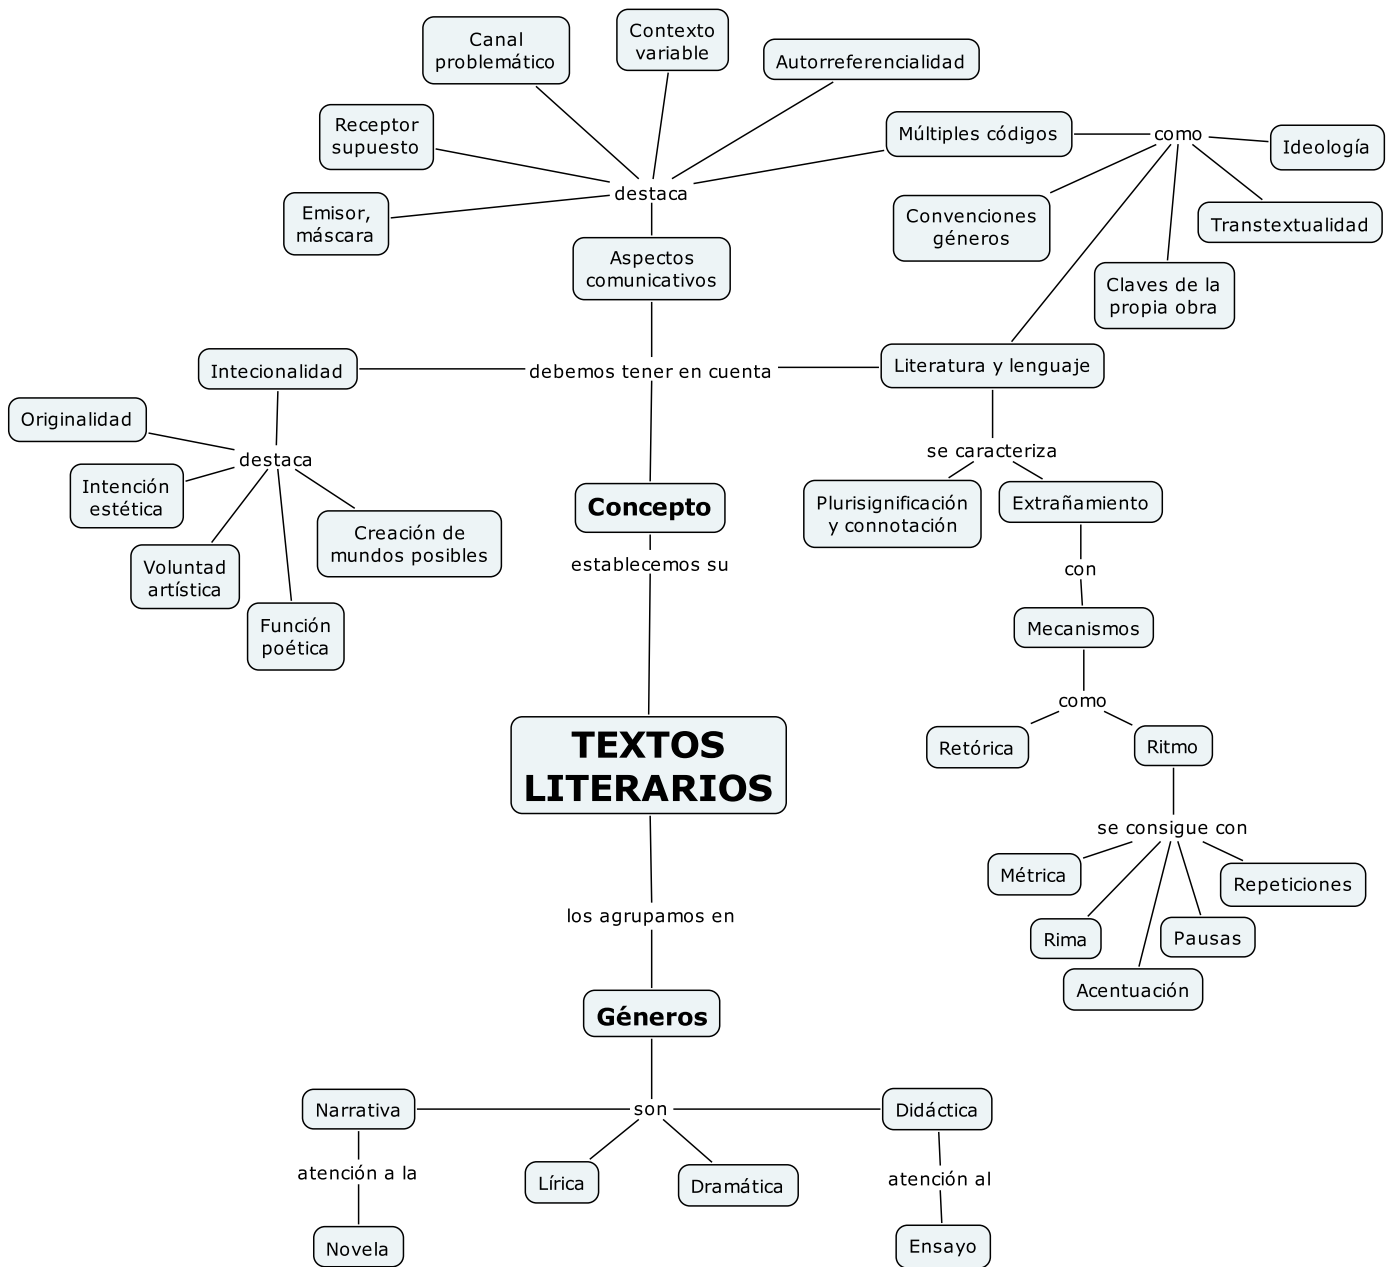 Canal
problemático
Contexto
variable
Autorreferencialidad
Receptor
supuesto
Múltiples códigos
como
Ideología
Emisor,
máscara
destaca
Convenciones
géneros
Transtextualidad
Aspectos
comunicativos
Claves de la
propia obra
Intecionalidad
debemos tener en cuenta
Literatura y lenguaje
Originalidad
destaca
se caracteriza
Intención
estética
Creación de
mundos posibles
Voluntad
artística
Función
poética
Concepto
establecemos su
Plurisignificación
y connotación
Extrañamiento
con
Mecanismos
como
Retórica
Ritmo
se consigue con
Métrica
Repeticiones
Rima
Pausas
Acentuación
TEXTOS
LITERARIOS
los agrupamos en
Géneros
Narrativa
son
Didáctica
atención a la
Lírica
Dramática
atención al
Novela
Ensayo